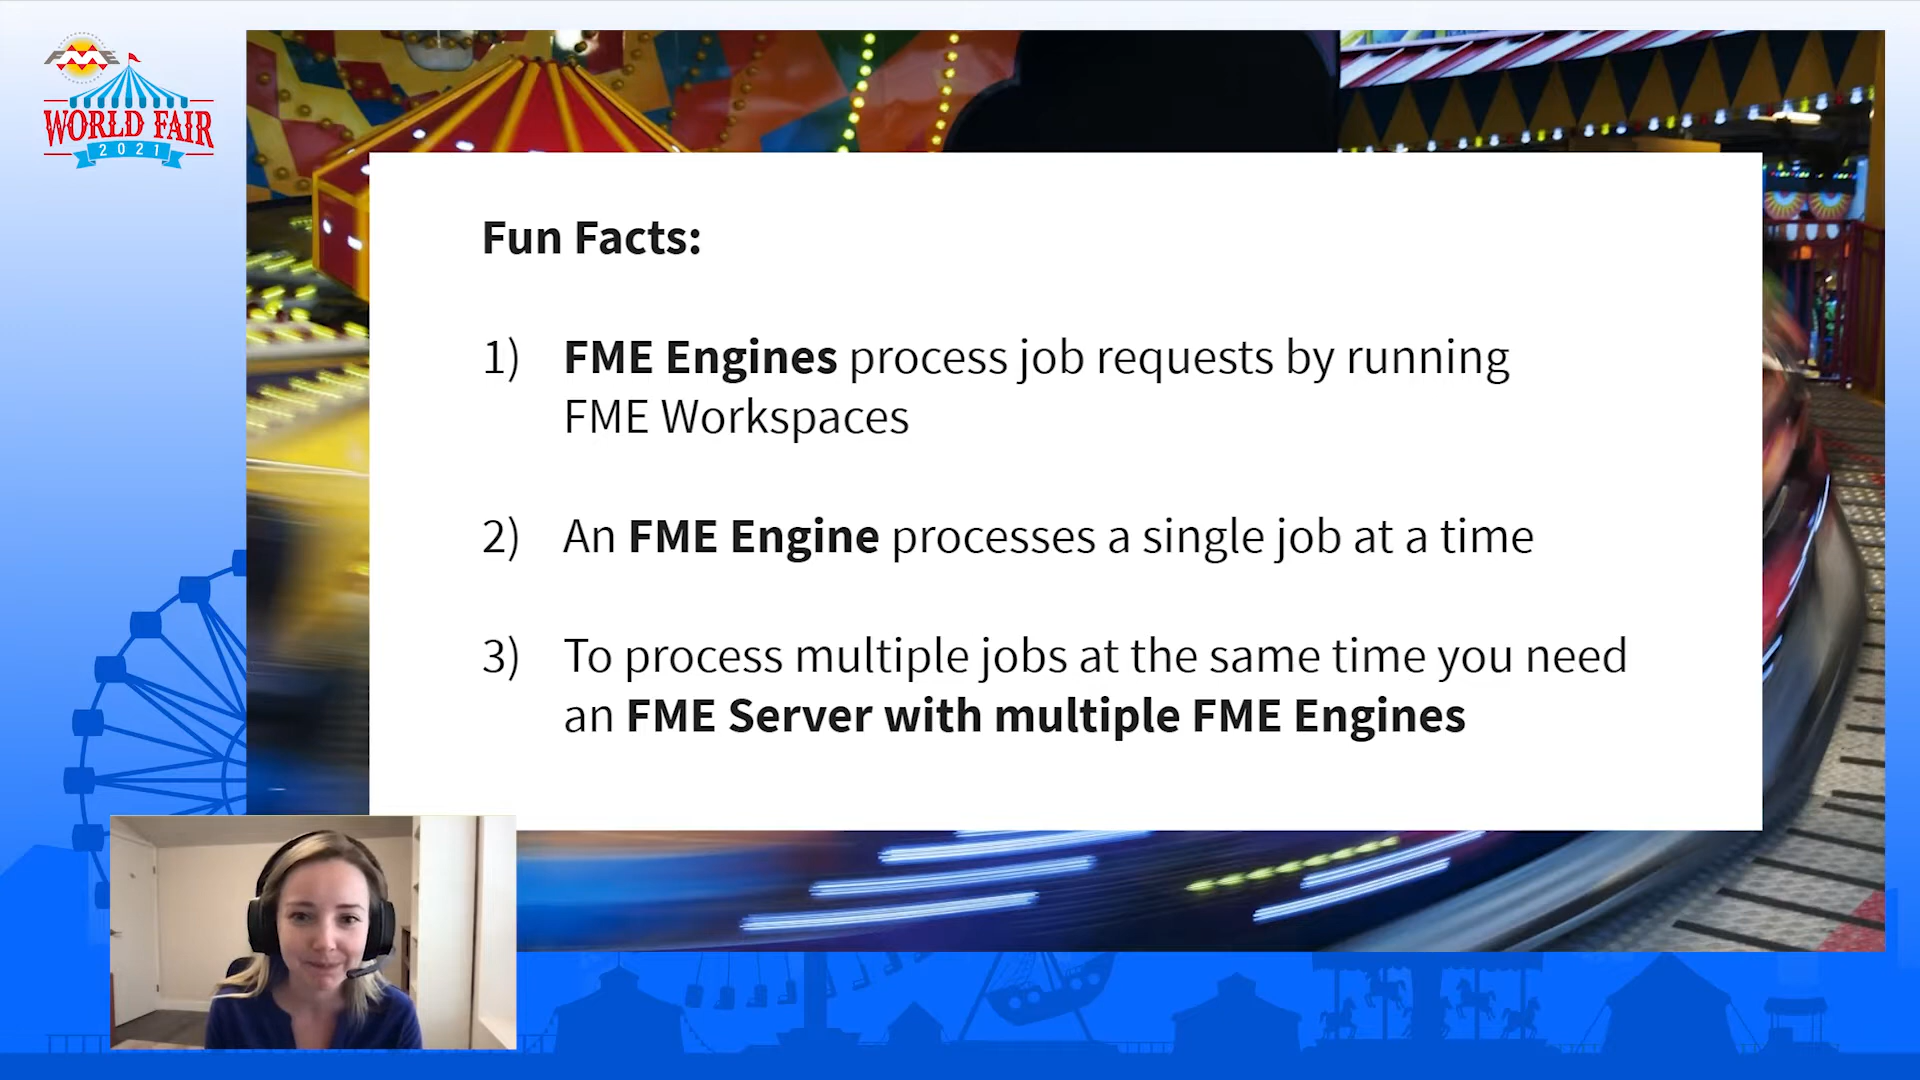 FME
WORLD FAIR
2021
Fun Facts:
1) FME Engines process job requests by running
FME Workspaces
2) An FME Engine processes a single job at a time
3) To process multiple jobs at the same time you need
an FME Server with multiple FME Engines